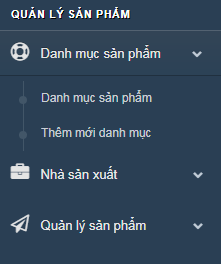 QUẢN LÝ SẢN PHẨM
Danh mục sản phẩm
Danh mục sản phẩm
Thêm mới danh mục
Nhà sản xuất
Quản lý sản phẩm